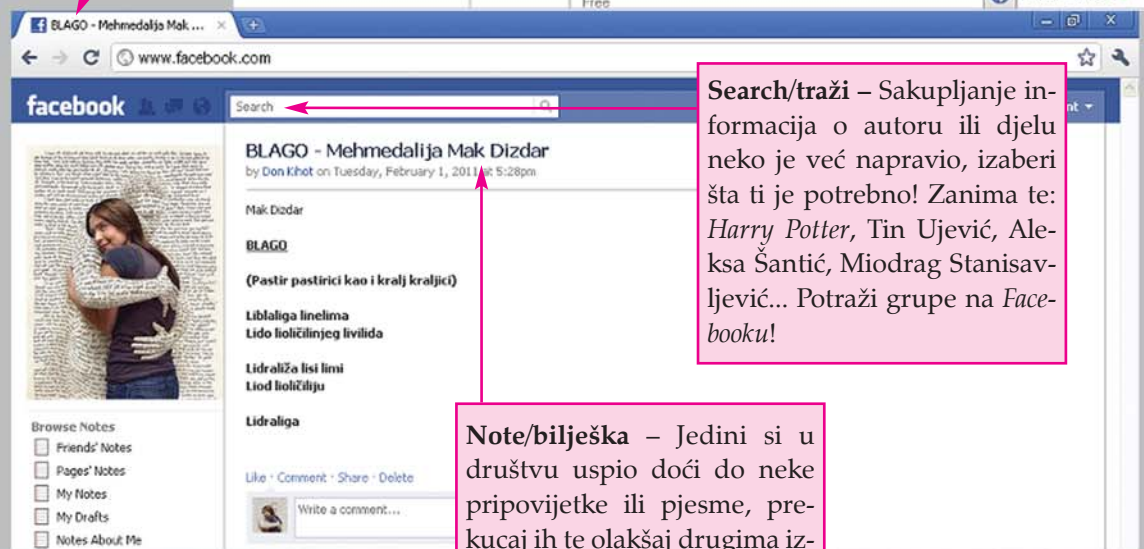 Free
BLAGO - Mehmedalija Mak ...
www.facebook.com
facebook
Search
nt
BLAGO - Mehmedalija Mak Dizdar
by Don Kihot on Tuesday, February 1, 2011 at 5:28pm
Mak Dizdar
BLAGO
(Pastir pastirici kao i kralj kraljici)
Liblaliga linelima
Lido lioličilinjeg livilida
Lidraliža lisi limi
Liod lioličiliju
Lidraliga
Like · Comment · Share · Delete
Write a comment...
Browse Notes
Friends' Notes
Pages' Notes
My Notes
My Drafts
Notes About Me
Search/traži – Sakupljanje in-
formacija o autoru ili djelu
neko je već napravio, izaberi
šta ti je potrebno! Zanima te:
Harry Potter, Tin Ujević, Ale-
ksa Šantić, Miodrag Stanisav-
ljević... Potraži grupe na Face-
booku!
Note/bilješka – Jedini si u
društvu uspio doći do neke
pripovijetke ili pjesme, pre-
kucaj ih te olakšaj drugima iz-